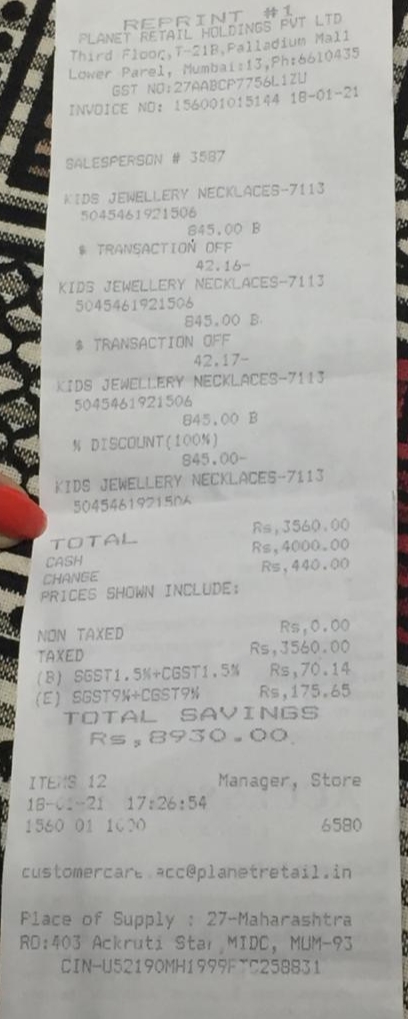 REPRINT #1
PLANET RETAIL HOLDINGS PVT LTD
Third Floor,T-21B,Palladium Mall
Lower Parel, Mumbai:13,Ph:6610435
GST NO:27AABCP7756L1ZU
INVOICE NO: 156001015144 18-01-21
SALESPERSON # 3587
KIDS JEWELLERY NECKLACES-7113
5045461921506
845.00 B
$ TRANSACTION OFF
42.16-
KIDS JEWELLERY NECKLACES-7113
5045461921506
845.00 B
$ TRANSACTION OFF
42.17-
KIDS JEWELLERY NECKLACES-7113
5045461921506
845.00 B
% DISCOUNT(100%)
845.00-
KIDS JEWELLERY NECKLACES-7113
5045461921506
TOTAL Rs,3560.00
CASH Rs,4000.00
CHANGE Rs,440.00
PRICES SHOWN INCLUDE:
NON TAXED Rs,0.00
TAXED Rs,3560.00
(B) SGST1.5%+CGST1.5% Rs,70.14
(E) SGST9%+CGST9% Rs,175.65
TOTAL SAVINGS
Rs,8930.00
ITEMS 12 Manager, Store
18-01-21 17:26:54
1560 01 6580
customercare.acc@planetretail.in
Place of Supply : 27-Maharashtra
RO:403 Ackruti Star,MIDC, MUM-93
CIN-U52190MH1999PTC258831